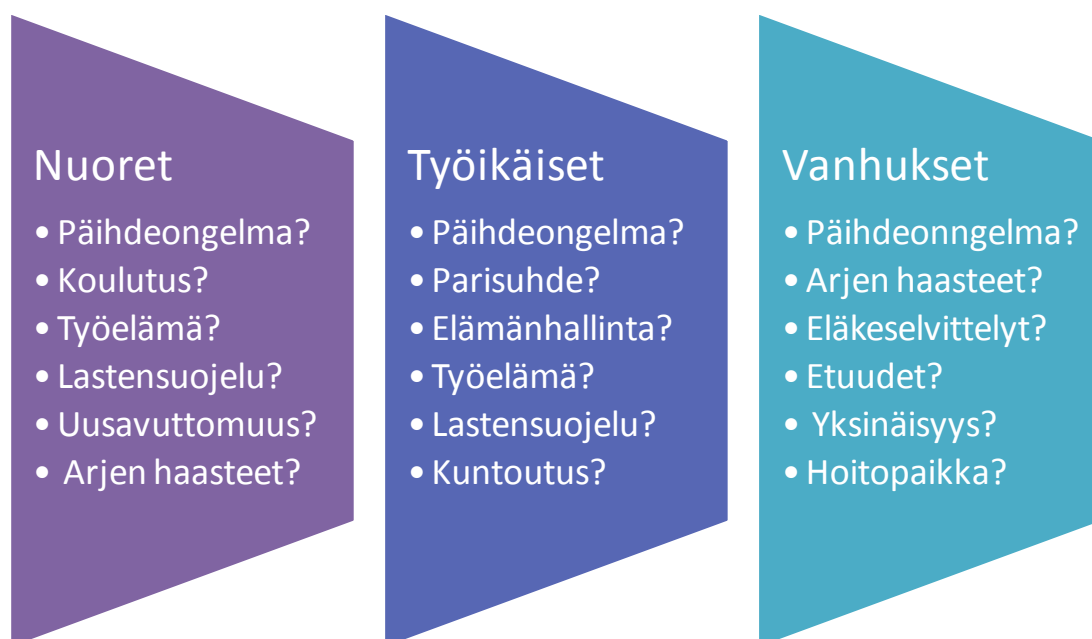 Nuoret
• Päihdeongelma?
• Koulutus?
• Työelämä?
• Lastensuojelu?
• Uusavuttomuus?
• Arjen haasteet?
Työikäiset
• Päihdeongelma?
• Parisuhde?
• Elämänhallinta?
• Työelämä?
• Lastensuojelu?
• Kuntoutus?
Vanhukset
• Päihdeonngelma?
• Arjen haasteet?
• Eläkeselvittelyt?
• Etuudet?
• Yksinäisyys?
• Hoitopaikka?